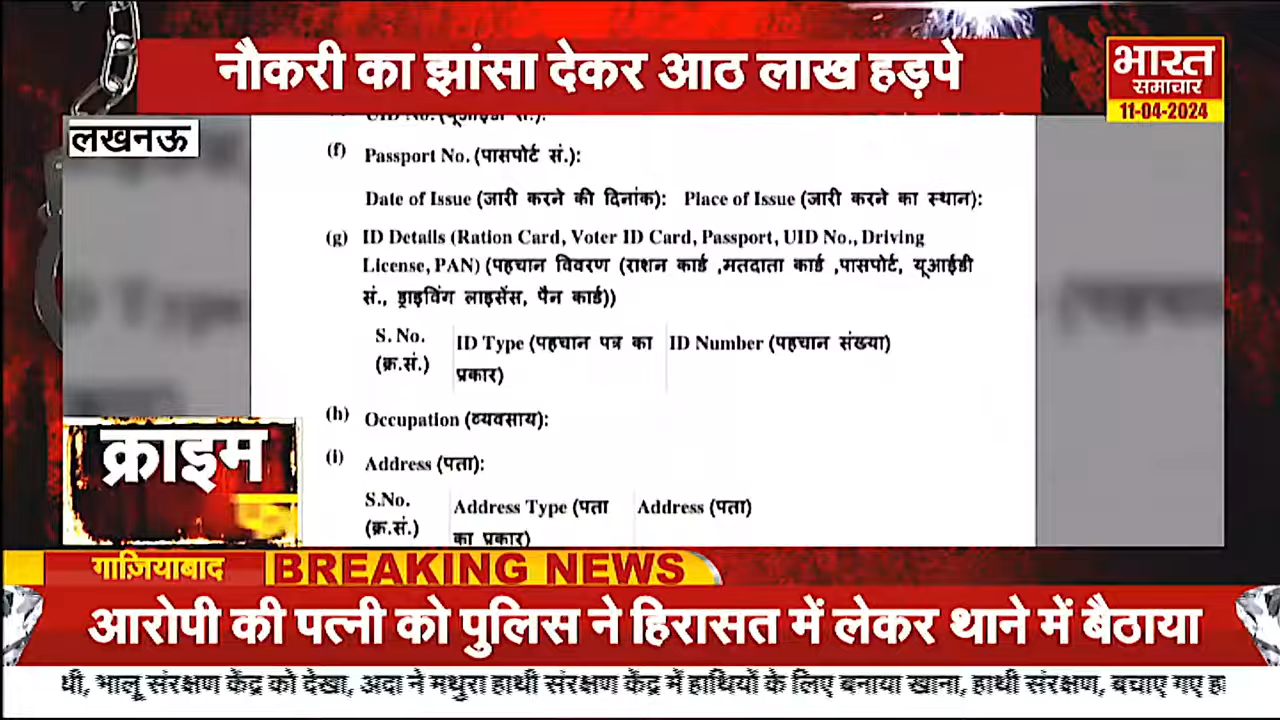 नौकरी का झांसा देकर आठ लाख हड़पे
भारत
समाचार
11-04-2024
लखनऊ
UID No. (यूआईडी सं.):
(f) Passport No. (पासपोर्ट सं.):
Date of Issue (जारी करने की दिनांक): Place of Issue (जारी करने का स्थान):
(g) ID Details (Ration Card, Voter ID Card, Passport, UID No., Driving
License, PAN) (पहचान विवरण (राशन कार्ड ,मतदाता कार्ड ,पासपोर्ट, यूआईडी
सं., ड्राइविंग लाइसेंस, पैन कार्ड))
S. No. (क्र.सं.) ID Type (पहचान पत्र का प्रकार) ID Number (पहचान संख्या)
(h) Occupation (व्यवसाय):
(i) Address (पता):
S.No. (क्र.सं.) Address Type (पता का प्रकार) Address (पता)
क्राइम
गाज़ियाबाद BREAKING NEWS
आरोपी की पत्नी को पुलिस ने हिरासत में लेकर थाने में बैठाया
भालू संरक्षण केंद्र को देखा, अदा ने मथुरा हाथी संरक्षण केंद्र में हाथियों के लिए बनाया खाना, हाथी संरक्षण, बचाए गए